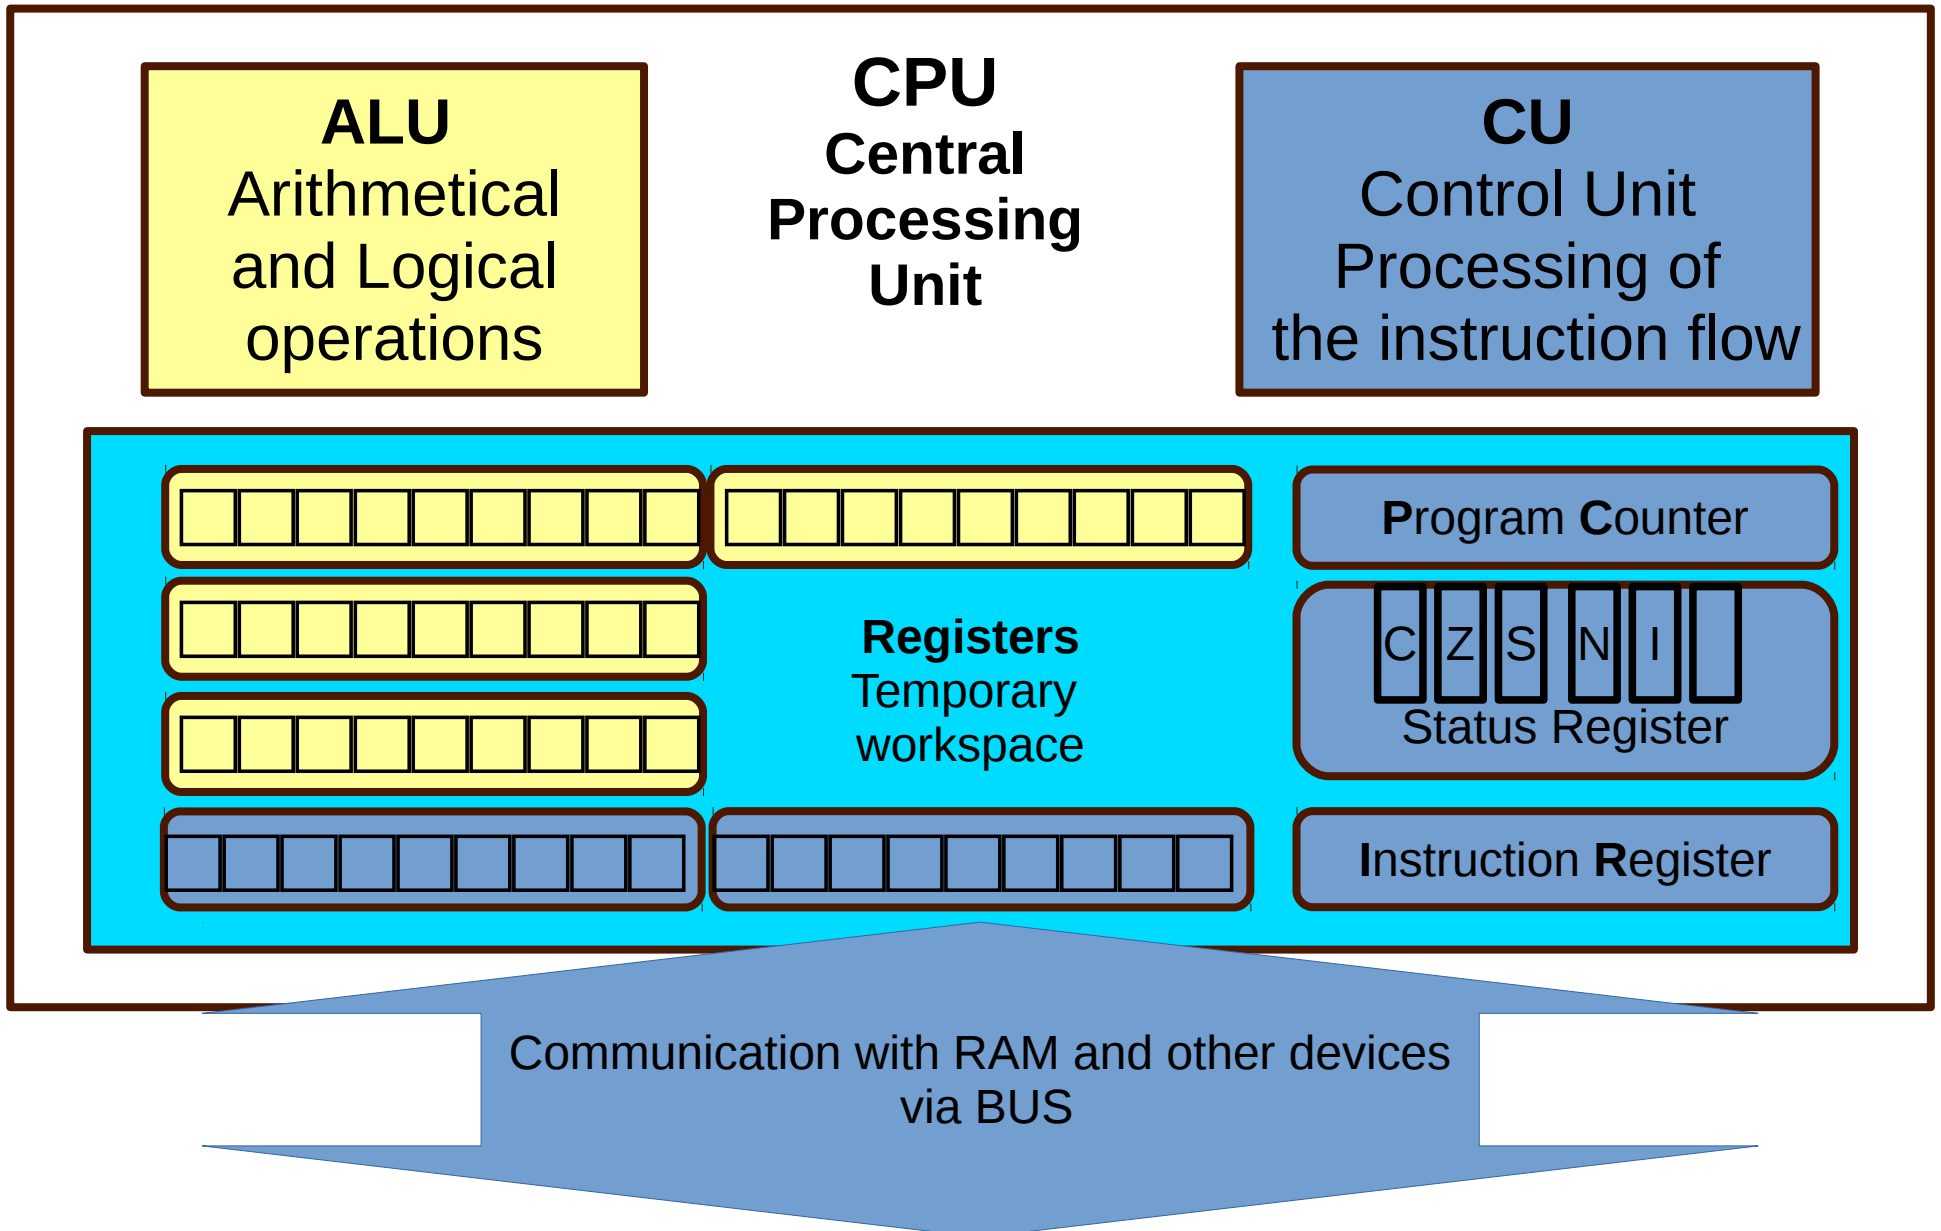 ALU
Arithmetical
and Logical
operations
CPU
Central
Processing
Unit
CU
Control Unit
Processing of
the instruction flow
Program Counter
Registers
Temporary
workspace
C Z S N I
Status Register
Instruction Register
Communication with RAM and other devices
via BUS